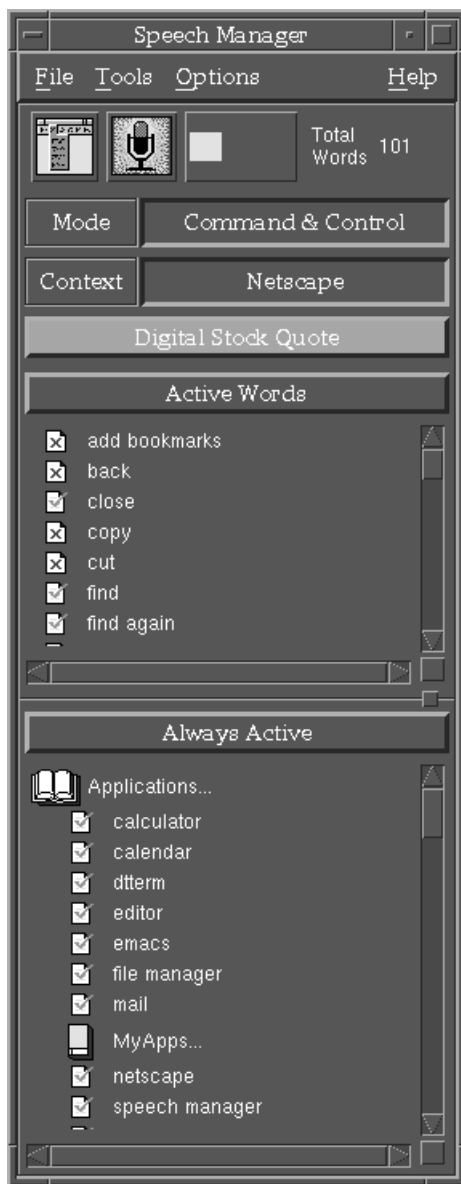 Speech Manager
File Tools Options Help
Total Words 101
Mode Command & Control
Context Netscape
Digital Stock Quote
Active Words
add bookmarks
back
close
copy
cut
find
find again
Always Active
Applications...
calculator
calendar
dtterm
editor
emacs
file manager
mail
MyApps...
netscape
speech manager